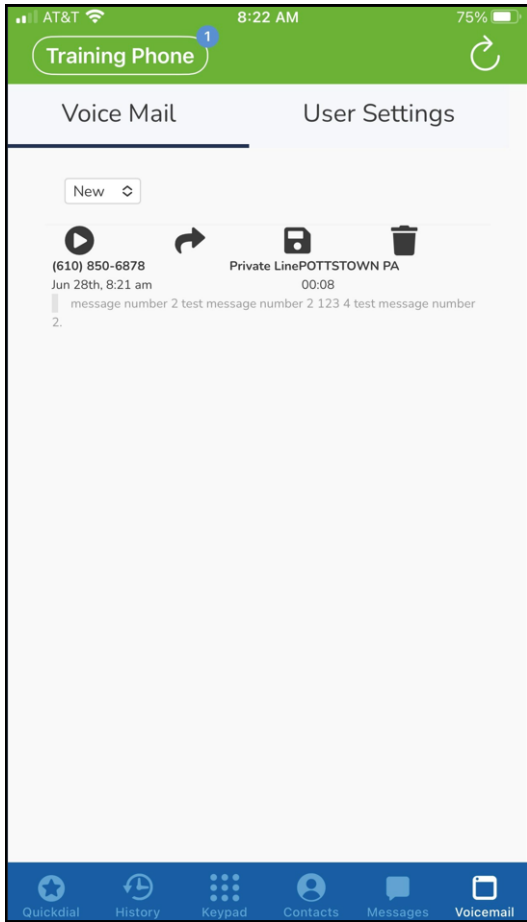 AT&T 8:22 AM 75%
Training Phone 1
Voice Mail User Settings
New
(610) 850-6878 Private LinePOTTSTOWN PA
Jun 28th, 8:21 am 00:08
message number 2 test message number 2 123 4 test message number
2.
Quickdial History Keypad Contacts Messages Voicemail